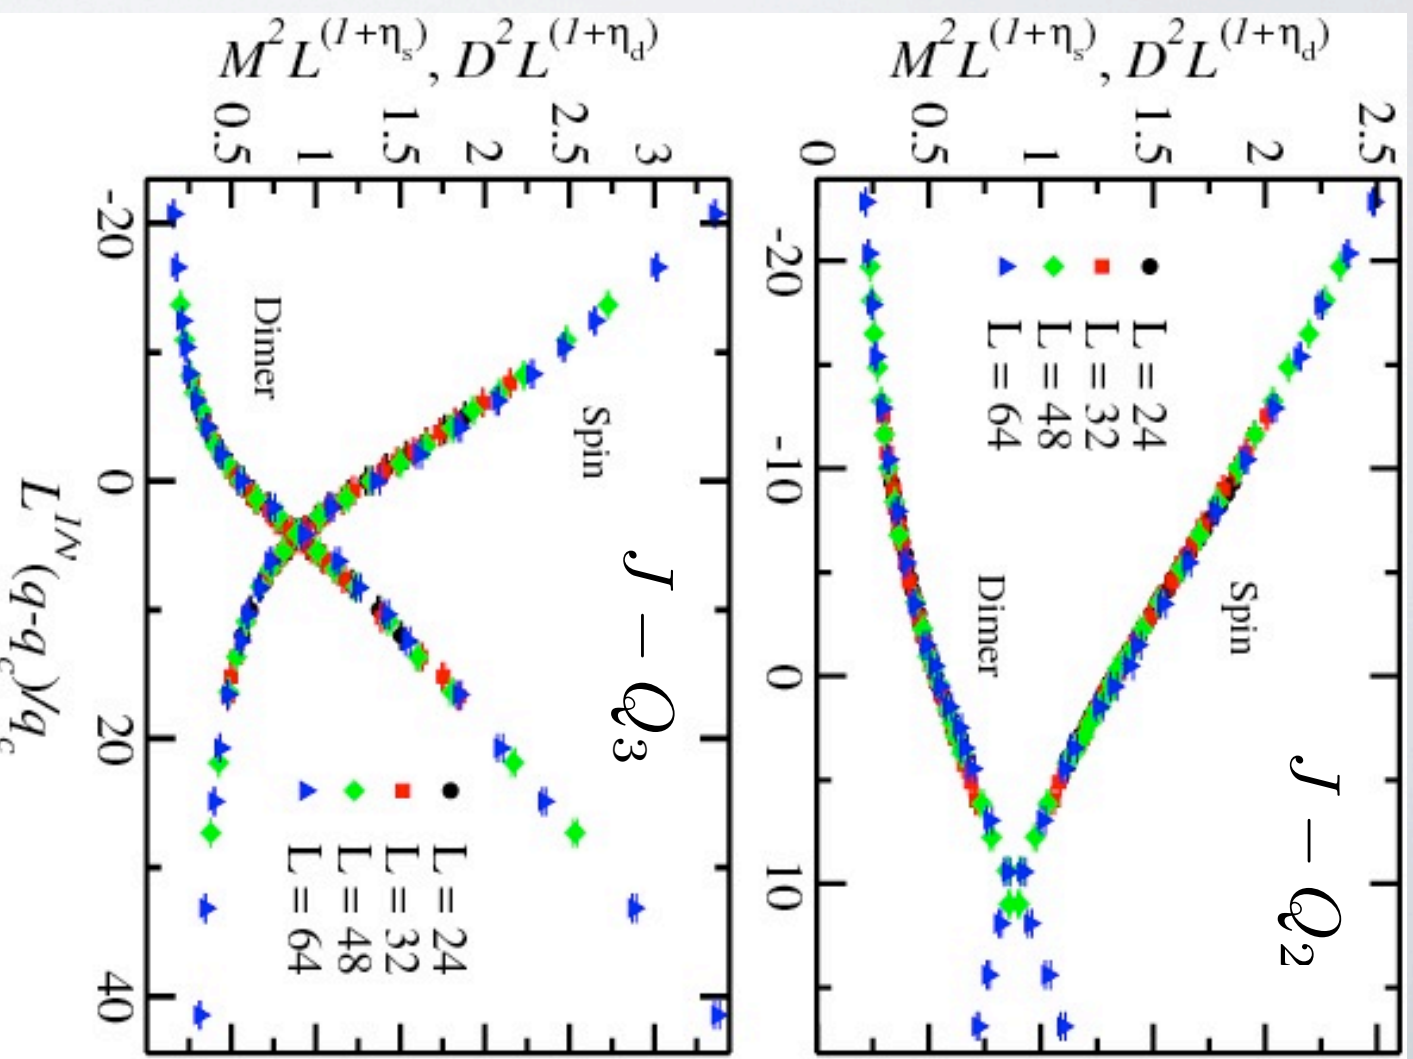 M²L^(1+ηₛ), D²L^(1+η_d)
2.5
2
1.5
1
0.5
0
J − Q₂
Spin
L = 24
L = 32
L = 48
L = 64
Dimer
-20 -10 0 10
M²L^(1+ηₛ), D²L^(1+η_d)
3
2.5
2
1.5
1
0.5
J − Q₃
Spin
L = 24
L = 32
L = 48
L = 64
Dimer
-20 0 20 40
L^1/N(q-q_c)/q_c